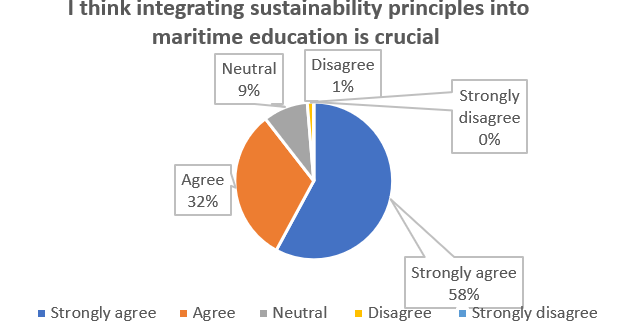 I think integrating sustainability principles into
maritime education is crucial
Disagree
1%
Neutral
9%
Strongly
disagree
0%
Agree
32%
Strongly agree
58%
Strongly agree
Agree
Neutral
Disagree
Strongly disagree